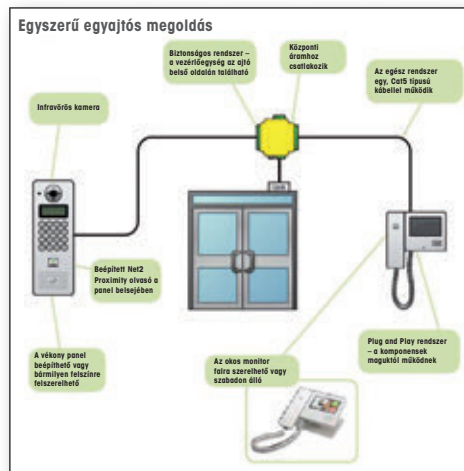 Egyszerű egyajtós megoldás
Biztonságos rendszer –
a vezérlőegység az ajtó
belső oldalán található
Központi
áramhoz
csatlakozik
Az egész rendszer
egy, Cat5 típusú
kábellel működik
Infravörös kamera
Beépített Net2
Proximity olvasó a
panel belsejében
A vékony panel
beépíthető vagy
bármilyen felszínre
felszerelhető
Az okos monitor
falra szerelhető vagy
szabadon álló
Plug and Play rendszer
– a komponensek
maguktól működnek